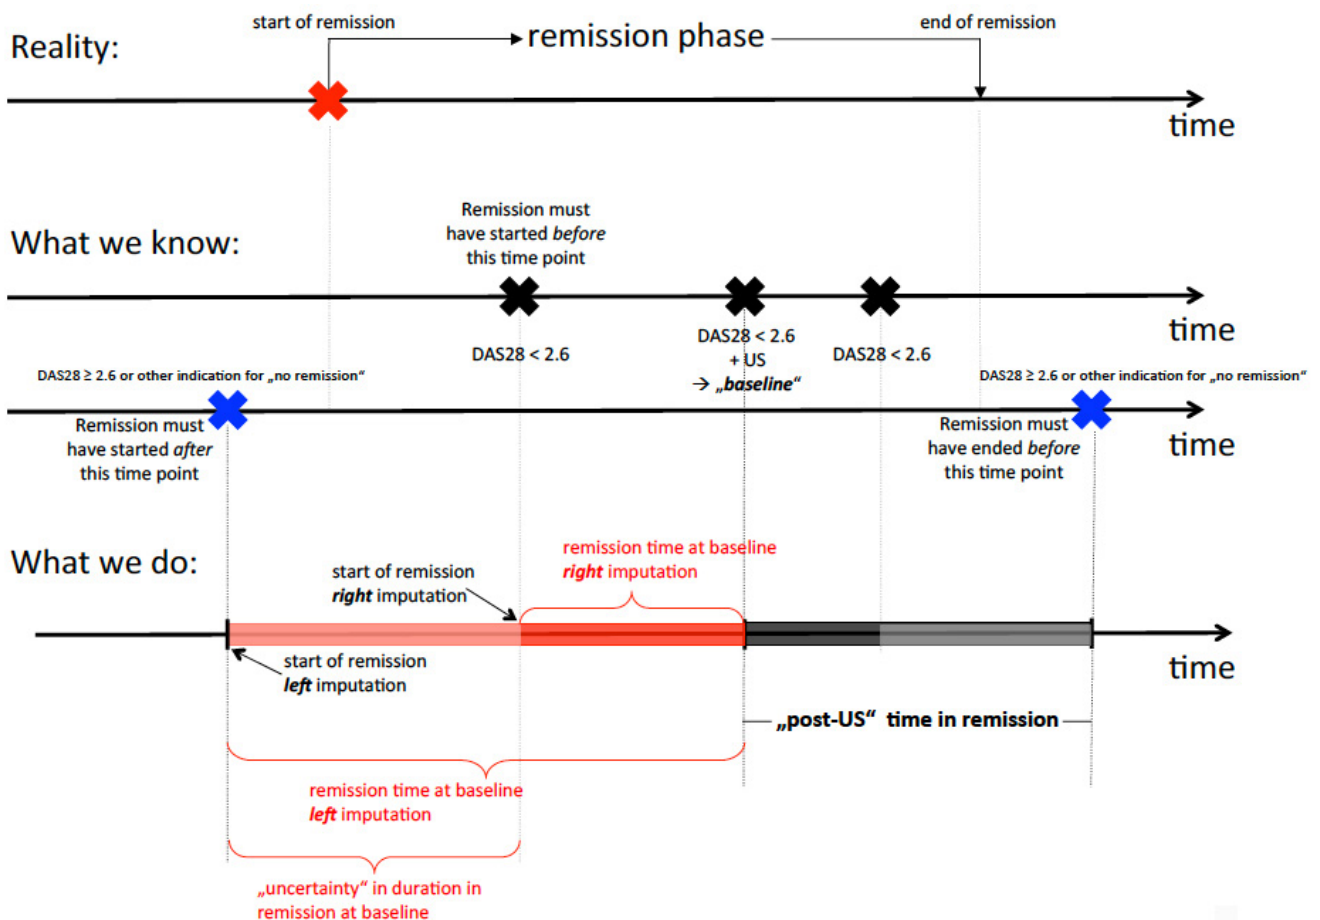 start of remission
remission phase
end of remission
Reality:
time
Remission must
have started before
this time point
What we know:
time
DAS28 < 2.6
DAS28 < 2.6
+ US
→ „baseline“
DAS28 < 2.6
DAS28 ≥ 2.6 or other indication for „no remission“
DAS28 ≥ 2.6 or other indication for „no remission“
time
Remission must
have started after
this time point
Remission must
have ended before
this time point
What we do:
remission time at baseline
right imputation
start of remission
right imputation
time
start of remission
left imputation
„post-US“ time in remission
remission time at baseline
left imputation
„uncertainty“ in duration in
remission at baseline